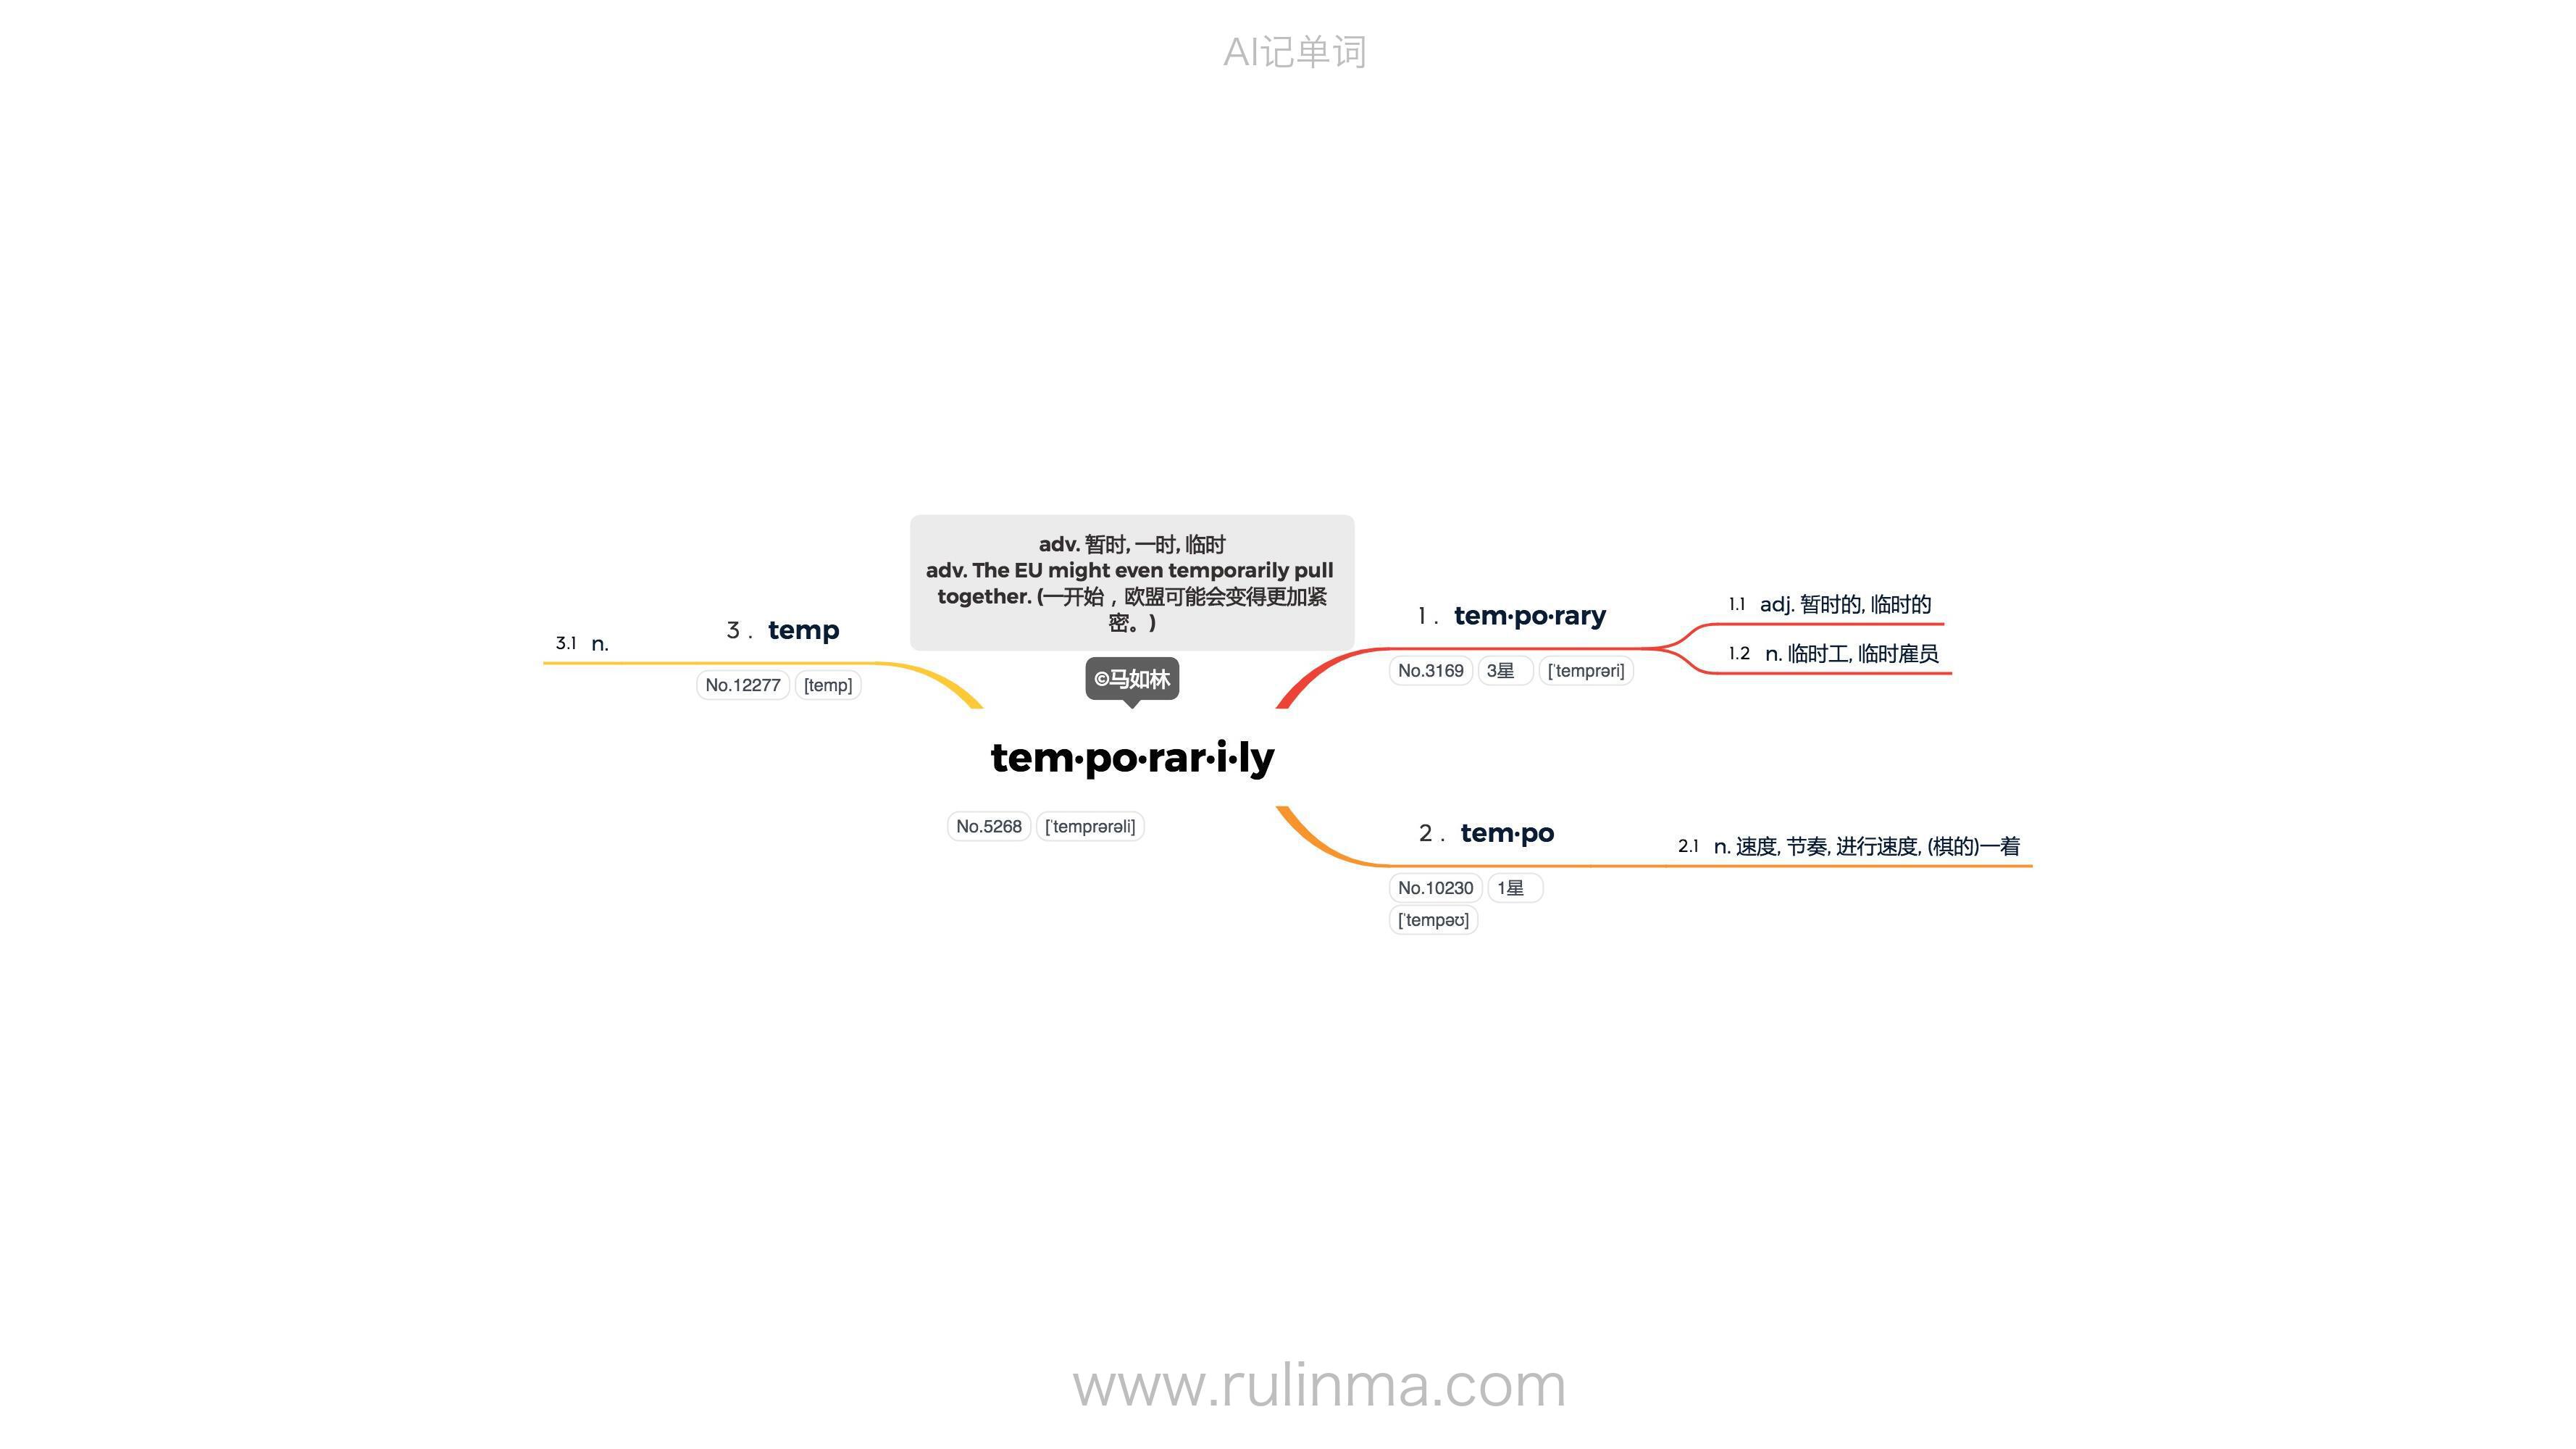 AI记单词
adv. 暂时, 一时, 临时
adv. The EU might even temporarily pull
together. (一开始，欧盟可能会变得更加紧
密。)
©马如林
tem·po·rar·i·ly
No.5268 [ˈtemprərəli]
1. tem·po·rary
No.3169 3星 [ˈtemprəri]
1.1 adj. 暂时的, 临时的
1.2 n. 临时工, 临时雇员
2. tem·po
No.10230 1星
[ˈtempəʊ]
2.1 n. 速度, 节奏, 进行速度, (棋的)一着
3. temp
No.12277 [temp]
3.1 n.
www.rulinma.com